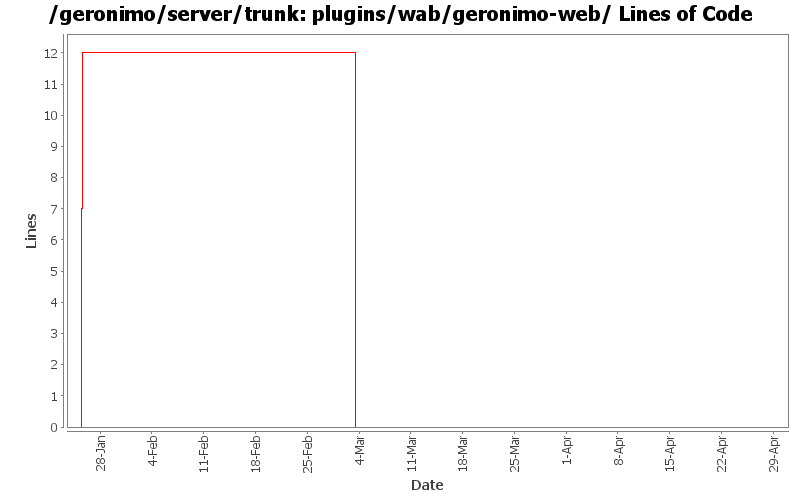 /geronimo/server/trunk: plugins/wab/geronimo-web/ Lines of Code
Lines
12
11
10
9
8
7
6
5
4
3
2
1
0
28-Jan
4-Feb
11-Feb
18-Feb
25-Feb
4-Mar
11-Mar
18-Mar
25-Mar
1-Apr
8-Apr
15-Apr
22-Apr
29-Apr
Date